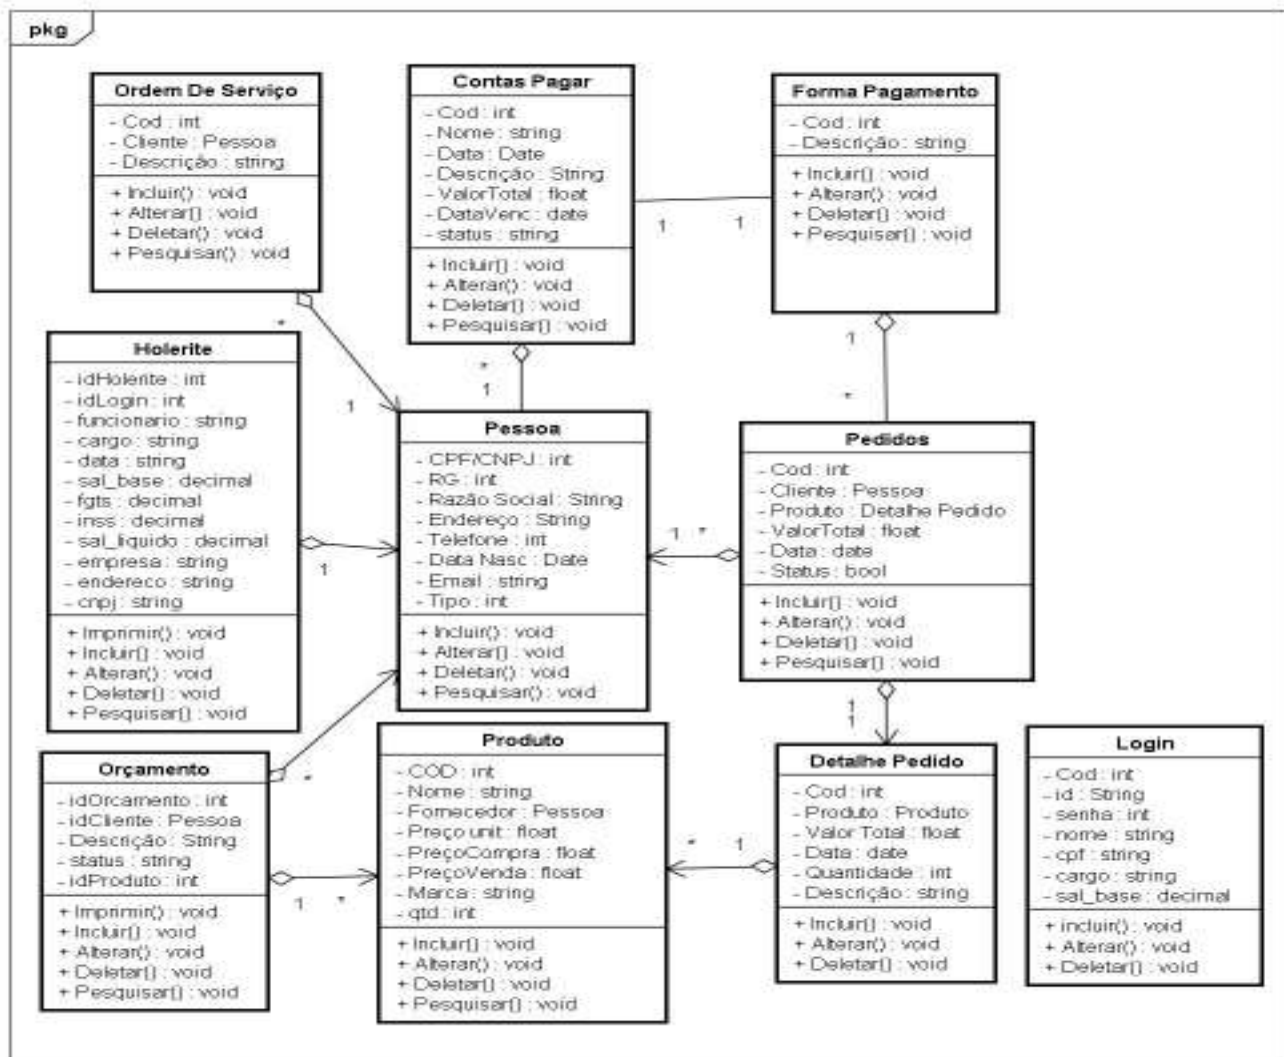 pkg
Ordem De Serviço
- Cod : int
- Cliente : Pessoa
- Descrição : string
+ Incluir() : void
+ Alterar() : void
+ Deletar() : void
+ Pesquisar() : void
Contas Pagar
- Cod : int
- Nome : string
- Data : Date
- Descrição : String
- ValorTotal : float
- DataVenc : date
- status : string
+ Incluir() : void
+ Alterar() : void
+ Deletar() : void
+ Pesquisar() : void
Forma Pagamento
- Cod : int
- Descrição : string
+ Incluir() : void
+ Alterar() : void
+ Deletar() : void
+ Pesquisar() : void
1
1
*
1
*
1
1
*
Holerite
- idHolerite : int
- idLogin : int
- funcionario : string
- cargo : string
- data : string
- sal_base : decimal
- fgts : decimal
- inss : decimal
- sal_liquido : decimal
- empresa : string
- endereco : string
- cnpj : string
+ Imprimir() : void
+ Incluir() : void
+ Alterar() : void
+ Deletar() : void
+ Pesquisar() : void
1
Pessoa
- CPF/CNPJ : int
- RG : int
- Razão Social : String
- Endereço : String
- Telefone : int
- Data Nasc : Date
- Email : string
- Tipo : int
+ Incluir() : void
+ Alterar() : void
+ Deletar() : void
+ Pesquisar() : void
1 *
Pedidos
- Cod : int
- Cliente : Pessoa
- Produto : Detalhe Pedido
- ValorTotal : float
- Data : date
- Status : bool
+ Incluir() : void
+ Alterar() : void
+ Deletar() : void
+ Pesquisar() : void
1
1
Orçamento
- idOrcamento : int
- idCliente : Pessoa
- Descrição : String
- status : string
- idProduto : int
+ Imprimir() : void
+ Incluir() : void
+ Alterar() : void
+ Deletar() : void
+ Pesquisar() : void
*
1 *
Produto
- COD : int
- Nome : string
- Fornecedor : Pessoa
- Preço unit : float
- PreçoCompra : float
- PreçoVenda : float
- Marca : string
- qtd : int
+ Incluir() : void
+ Alterar() : void
+ Deletar() : void
+ Pesquisar() : void
* 1
Detalhe Pedido
- Cod : int
- Produto : Produto
- Valor Total : float
- Data : date
- Quantidade : int
- Descrição : string
+ Incluir() : void
+ Alterar() : void
+ Deletar() : void
Login
- Cod : int
- id : String
- senha : int
- nome : string
- cpf : string
- cargo : string
- sal_base : decimal
+ incluir() : void
+ Alterar() : void
+ Deletar() : void